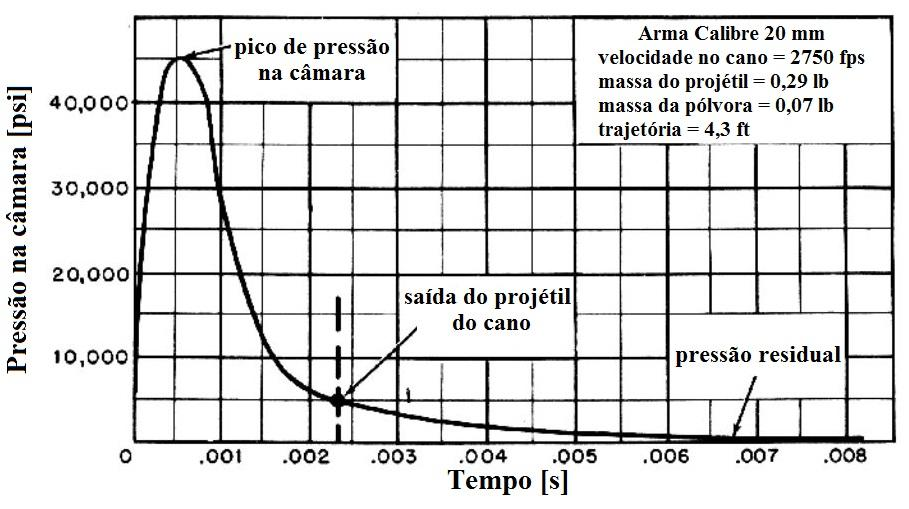 Arma Calibre 20 mm
velocidade no cano = 2750 fps
massa do projétil = 0,29 lb
massa da pólvora = 0,07 lb
trajetória = 4,3 ft
pico de pressão
na câmara
Pressão na câmara [psi]
40,000
30,000
20,000
10,000
saída do projétil
do cano
pressão residual
0 .001 .002 .003 .004 .005 .006 .007 .008
Tempo [s]